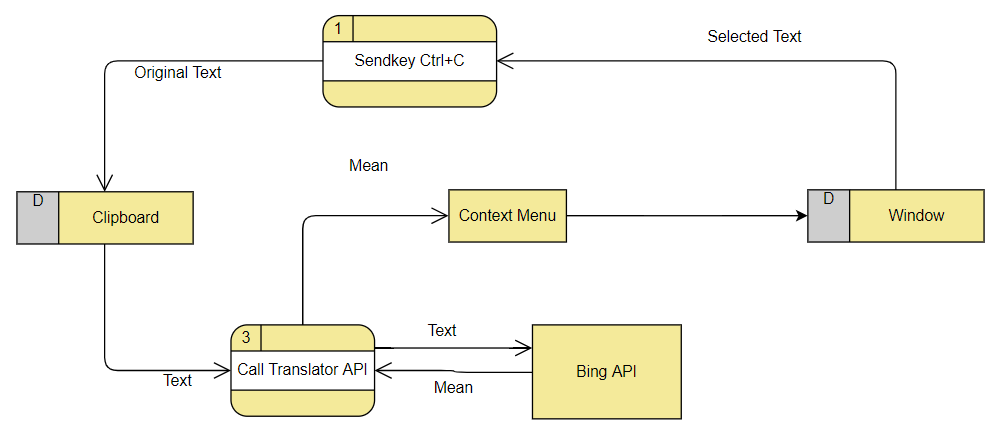 1
Selected Text
Sendkey Ctrl+C
Original Text
Mean
D
Clipboard
Context Menu
D
Window
3
Text
Call Translator API
Bing API
Text
Mean